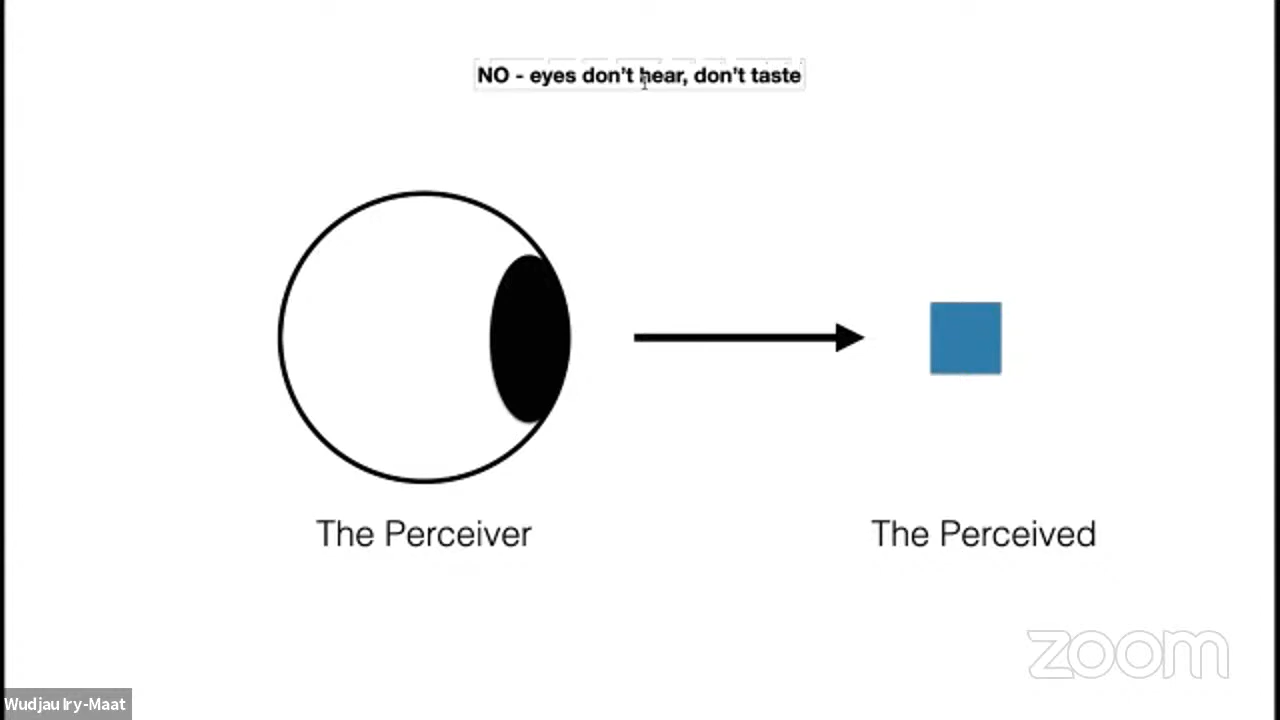 NO - eyes don't hear, don't taste
The Perceiver
The Perceived
zoom
Wudjau Iry-Maat